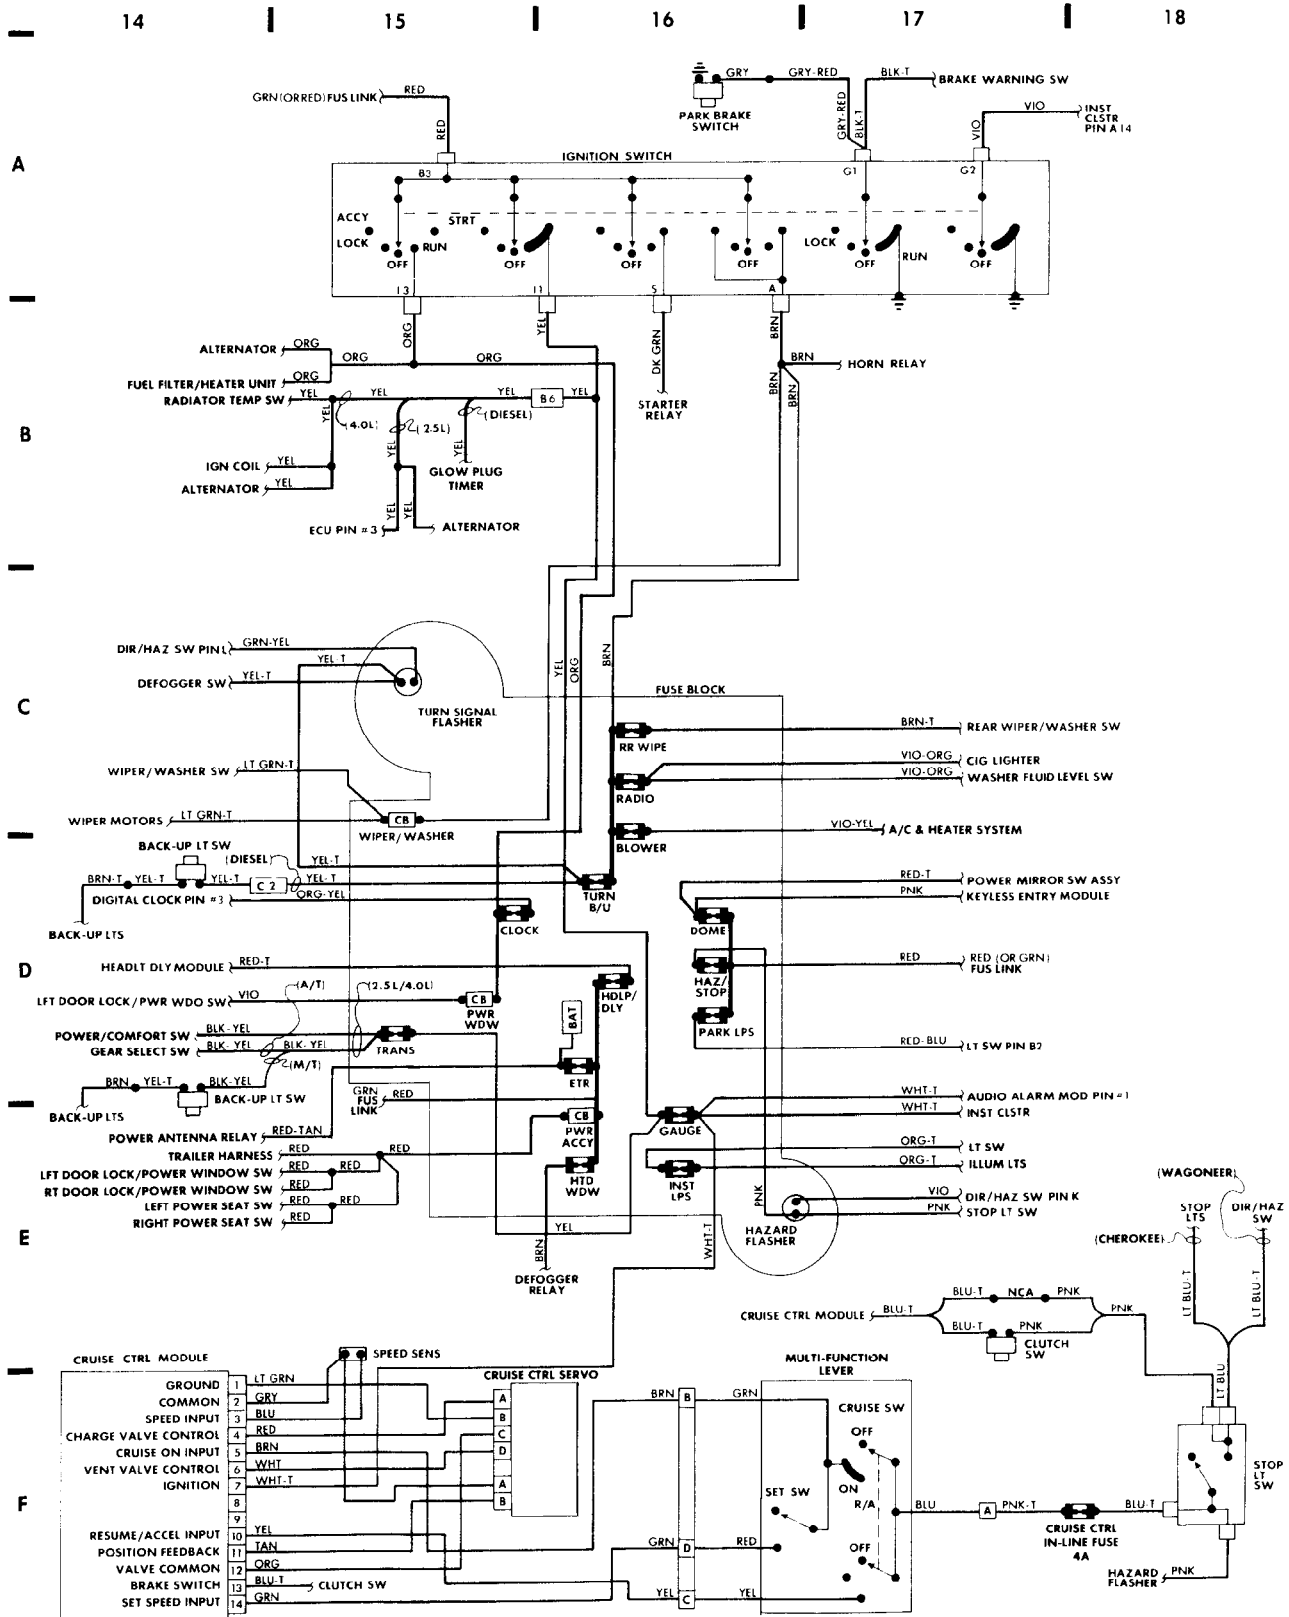 14 15 16 17 18
A
GRN(OR RED) FUS LINK RED
RED
GRY GRY-RED BLK-T BRAKE WARNING SW
PARK BRAKE
SWITCH
GRY-RED
BLK-T
VIO INST
CLSTR
PIN A14
VIO
IGNITION SWITCH
B3 G1 G2
ACCY STRT
LOCK RUN LOCK RUN
OFF OFF OFF OFF OFF OFF
I3 I1 S A
B
ORG YEL DK GRN BRN
ALTERNATOR ORG
ORG ORG
FUEL FILTER/HEATER UNIT ORG
BRN HORN RELAY
BRN BRN
RADIATOR TEMP SW YEL YEL YEL B6 YEL
YEL (4.0L) (2.5L) (DIESEL)
STARTER
RELAY
YEL YEL
IGN COIL YEL
GLOW PLUG
TIMER
ALTERNATOR YEL
YEL YEL
ECU PIN #3 ALTERNATOR
C
DIR/HAZ SW PIN L GRN-YEL
YEL-T
DEFOGGER SW YEL-T
TURN SIGNAL
FLASHER
YEL ORG BRN
FUSE BLOCK
BRN-T REAR WIPER/WASHER SW
RR WIPE
VIO-ORG CIG LIGHTER
VIO-ORG WASHER FLUID LEVEL SW
RADIO
WIPER/WASHER SW LT GRN-T
WIPER MOTORS LT GRN-T CB
WIPER/WASHER
VIO-YEL A/C & HEATER SYSTEM
BLOWER
D
BACK-UP LT SW
(DIESEL) YEL-T
BRN-T YEL-T YEL-T C 2 YEL-T
TURN
B/U
DIGITAL CLOCK PIN #3 ORG-YEL
CLOCK
BACK-UP LTS
RED-T POWER MIRROR SW ASSY
PNK KEYLESS ENTRY MODULE
DOME
HEADLT DLY MODULE RED-T
(A/T) (2.5L/4.0L)
HDLP/
DLY
RED RED (OR GRN)
FUS LINK
HAZ/
STOP
LFT DOOR LOCK/PWR WDO SW VIO CB
PWR
WDW
BAT
PARK LPS
POWER/COMFORT SW BLK-YEL
GEAR SELECT SW BLK-YEL BLK-YEL
TRANS
(M/T)
RED-BLU LT SW PIN B2
ETR
BRN YEL-T BLK-YEL
BACK-UP LT SW
BACK-UP LTS
GRN
FUS
LINK RED
WHT-T AUDIO ALARM MOD PIN #1
WHT-T INST CLSTR
GAUGE
E
CB
PWR
ACCY
POWER ANTENNA RELAY RED-TAN
TRAILER HARNESS RED RED
LFT DOOR LOCK/POWER WINDOW SW RED RED
RT DOOR LOCK/POWER WINDOW SW RED
LEFT POWER SEAT SW RED RED
RIGHT POWER SEAT SW RED
HTD
WDW
ORG-T LT SW
ORG-T ILLUM LTS
INST
LPS
PNK
VIO DIR/HAZ SW PIN K
PNK STOP LT SW
HAZARD
FLASHER
YEL
BRN
WHT-T
DEFOGGER
RELAY
(WAGONEER)
STOP
LTS
DIR/HAZ
SW
(CHEROKEE)
LT BLU-T LT BLU-T
BLU-T NCA PNK
CRUISE CTRL MODULE BLU-T PNK
BLU-T PNK
CLUTCH
SW
LT BLU
F
CRUISE CTRL MODULE
SPEED SENS
CRUISE CTRL SERVO
MULTI-FUNCTION
LEVER
GROUND 1 LT GRN
COMMON 2 GRY
SPEED INPUT 3 BLU
CHARGE VALVE CONTROL 4 RED
CRUISE ON INPUT 5 BRN
VENT VALVE CONTROL 6 WHT
IGNITION 7 WHT-T
8
9
RESUME/ACCEL INPUT 10 YEL
POSITION FEEDBACK 11 TAN
VALVE COMMON 12 ORG
BRAKE SWITCH 13 BLU-T CLUTCH SW
SET SPEED INPUT 14 GRN
A
B
C
D
A
B
BRN B GRN
CRUISE SW
OFF
ON
SET SW R/A
BLU A PNK-T BLU-T
CRUISE CTRL
IN-LINE FUSE
4A
GRN D RED
OFF
YEL C YEL
STOP
LT
SW
HAZARD
FLASHER PNK